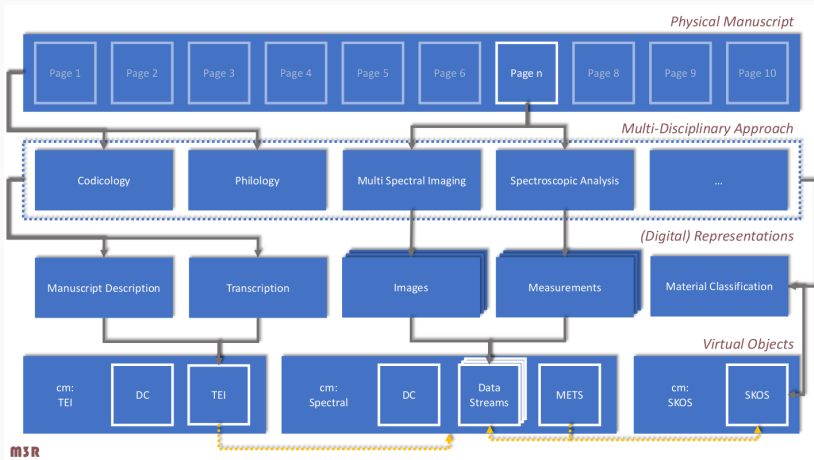 Physical Manuscript
Page 1 Page 2 Page 3 Page 4 Page 5 Page 6 Page n Page 8 Page 9 Page 10
Multi-Disciplinary Approach
Codicology Philology Multi Spectral Imaging Spectroscopic Analysis ...
(Digital) Representations
Manuscript Description Transcription Images Measurements Material Classification
Virtual Objects
cm:
TEI
DC
TEI
cm:
Spectral
DC
Data
Streams
METS
cm:
SKOS
SKOS
M3R